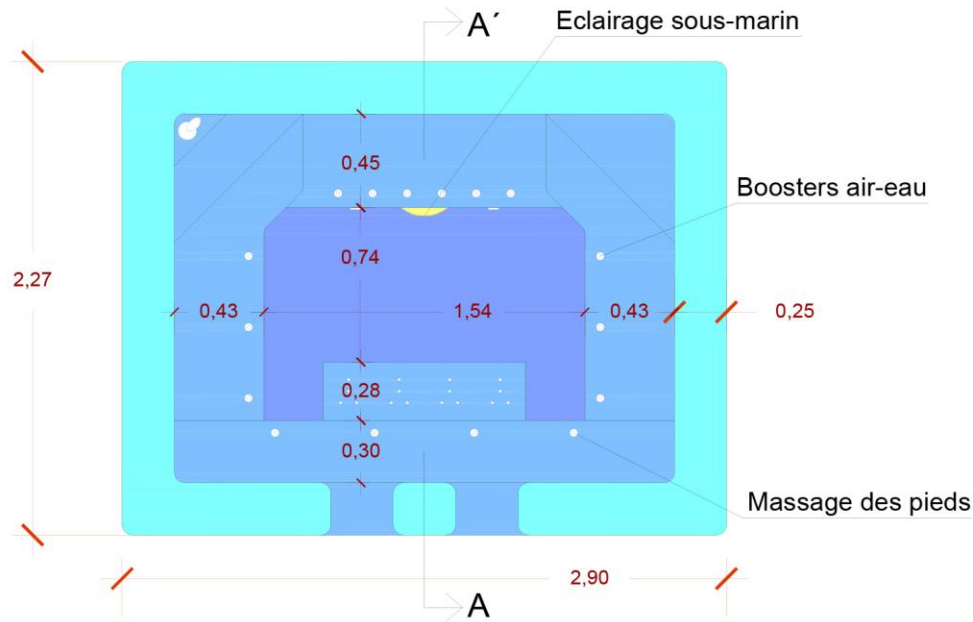 A´
Eclairage sous-marin
0,45
Boosters air-eau
0,74
2,27
0,43
1,54
0,43
0,25
0,28
0,30
Massage des pieds
2,90
A